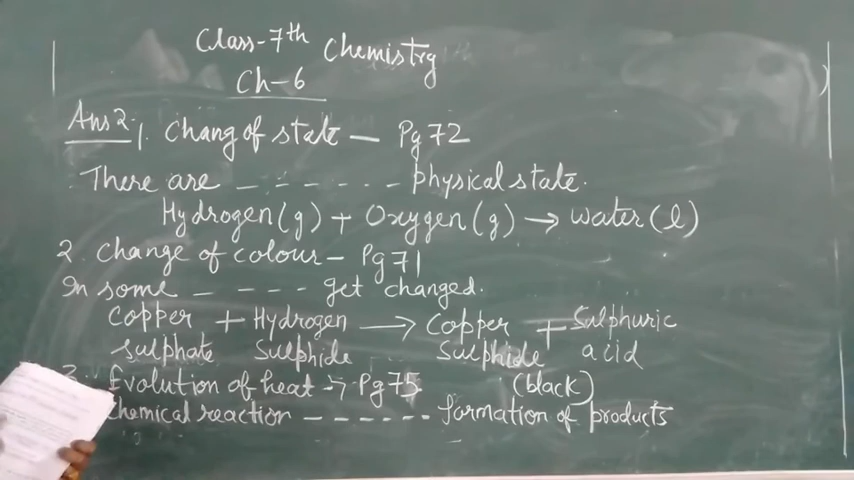 Class-7th Chemistry
Ch-6
Ans 2. 1. Chang of state — Pg 72
There are - - - - - - - physical state.
Hydrogen(g) + Oxygen(g) → water(l)
2. Change of colour - Pg 71
In some - - - - - get changed.
Copper + Hydrogen → Copper + Sulphuric
sulphate Sulphide Sulphide acid
3. Evolution of heat → Pg 75 (black)
Chemical reaction - - - - - - - formation of products